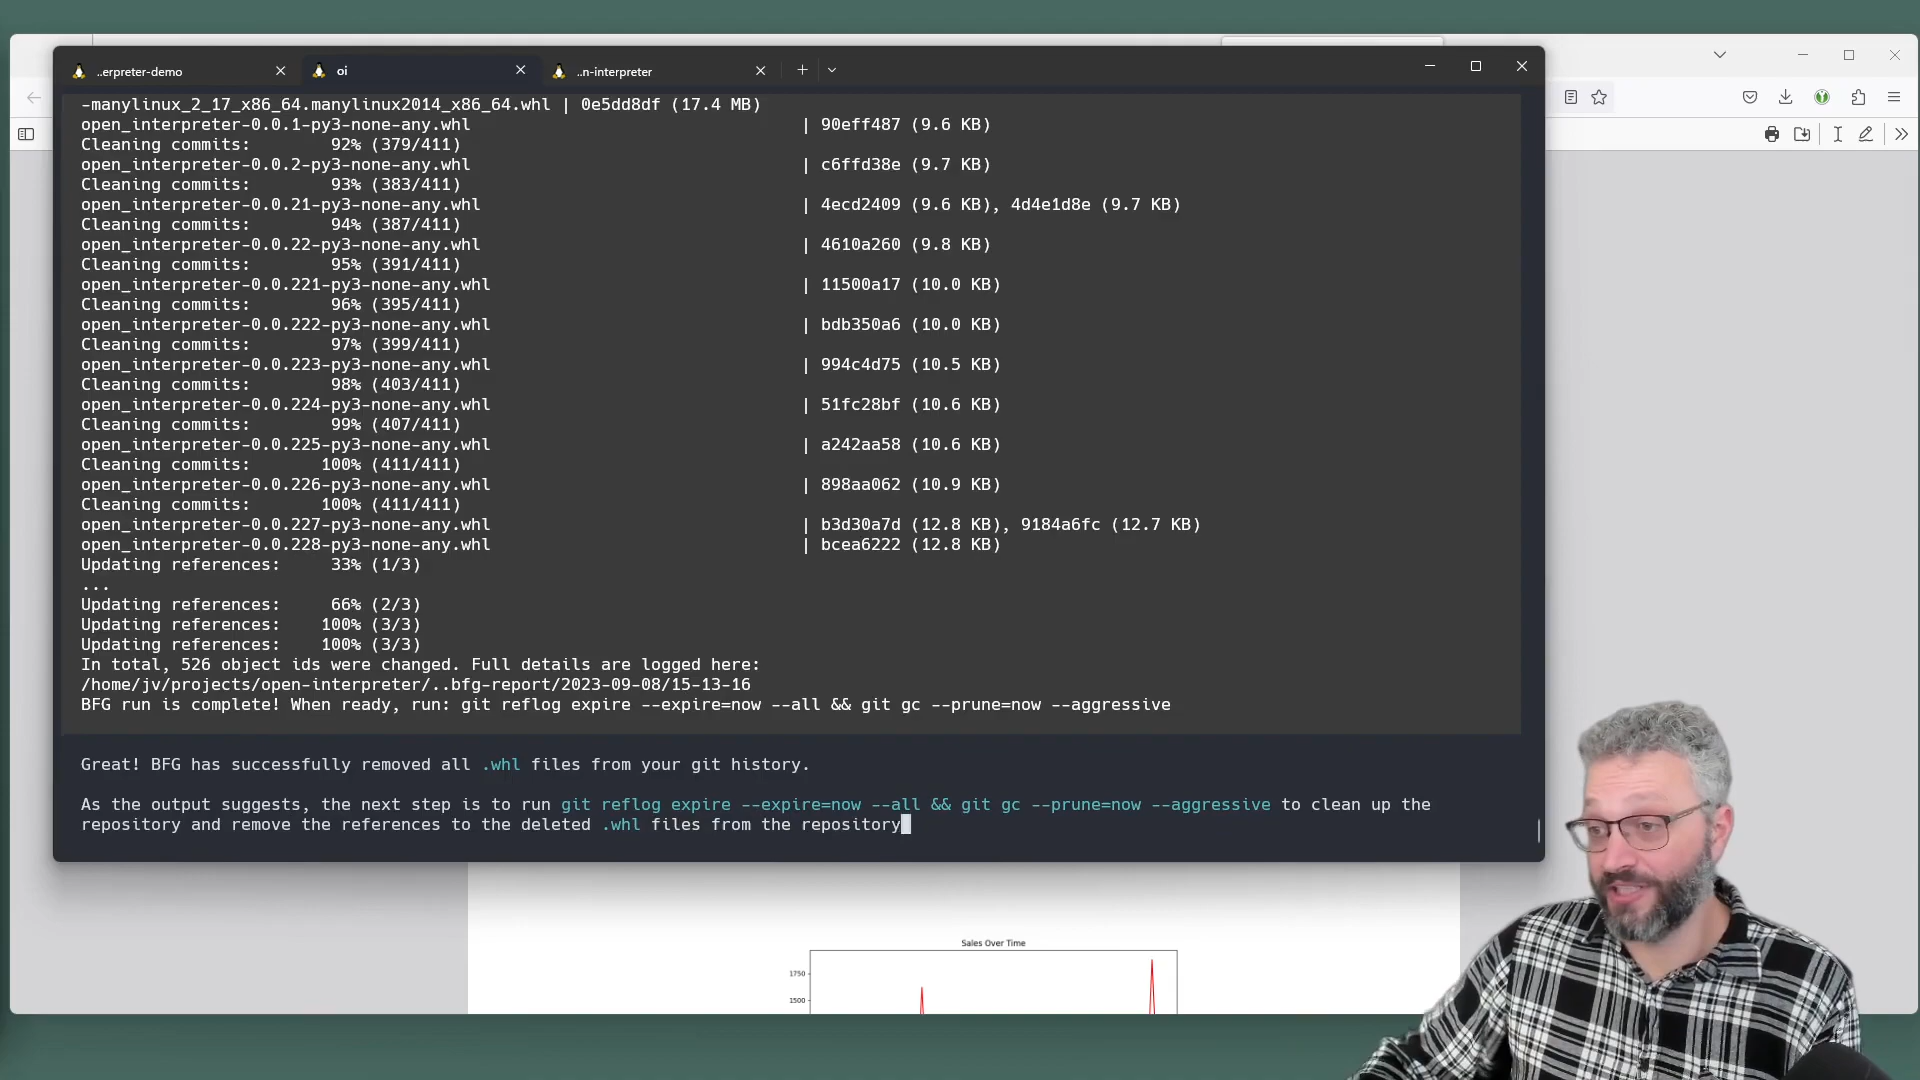 ..erpreter-demo
oi
..n-interpreter
-manylinux_2_17_x86_64.manylinux2014_x86_64.whl | 0e5dd8df (17.4 MB)
open_interpreter-0.0.1-py3-none-any.whl | 90eff487 (9.6 KB)
Cleaning commits: 92% (379/411)
open_interpreter-0.0.2-py3-none-any.whl | c6ffd38e (9.7 KB)
Cleaning commits: 93% (383/411)
open_interpreter-0.0.21-py3-none-any.whl | 4ecd2409 (9.6 KB), 4d4e1d8e (9.7 KB)
Cleaning commits: 94% (387/411)
open_interpreter-0.0.22-py3-none-any.whl | 4610a260 (9.8 KB)
Cleaning commits: 95% (391/411)
open_interpreter-0.0.221-py3-none-any.whl | 11500a17 (10.0 KB)
Cleaning commits: 96% (395/411)
open_interpreter-0.0.222-py3-none-any.whl | bdb350a6 (10.0 KB)
Cleaning commits: 97% (399/411)
open_interpreter-0.0.223-py3-none-any.whl | 994c4d75 (10.5 KB)
Cleaning commits: 98% (403/411)
open_interpreter-0.0.224-py3-none-any.whl | 51fc28bf (10.6 KB)
Cleaning commits: 99% (407/411)
open_interpreter-0.0.225-py3-none-any.whl | a242aa58 (10.6 KB)
Cleaning commits: 100% (411/411)
open_interpreter-0.0.226-py3-none-any.whl | 898aa062 (10.9 KB)
Cleaning commits: 100% (411/411)
open_interpreter-0.0.227-py3-none-any.whl | b3d30a7d (12.8 KB), 9184a6fc (12.7 KB)
open_interpreter-0.0.228-py3-none-any.whl | bcea6222 (12.8 KB)
Updating references: 33% (1/3)
...
Updating references: 66% (2/3)
Updating references: 100% (3/3)
Updating references: 100% (3/3)
In total, 526 object ids were changed. Full details are logged here:
/home/jv/projects/open-interpreter/..bfg-report/2023-09-08/15-13-16
BFG run is complete! When ready, run: git reflog expire --expire=now --all && git gc --prune=now --aggressive
Great! BFG has successfully removed all .whl files from your git history.
As the output suggests, the next step is to run git reflog expire --expire=now --all && git gc --prune=now --aggressive to clean up the
repository and remove the references to the deleted .whl files from the repository
Sales Over Time
1750
1500